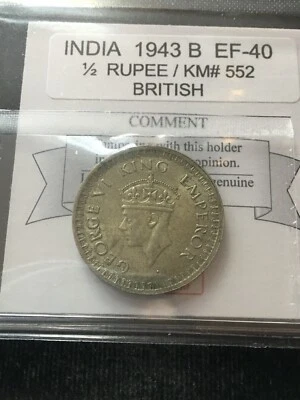 INDIA 1943 B EF-40
½ RUPEE / KM# 552
BRITISH
COMMENT
with this holder
opinion.
genuine
GEORGE VI KING EMPEROR